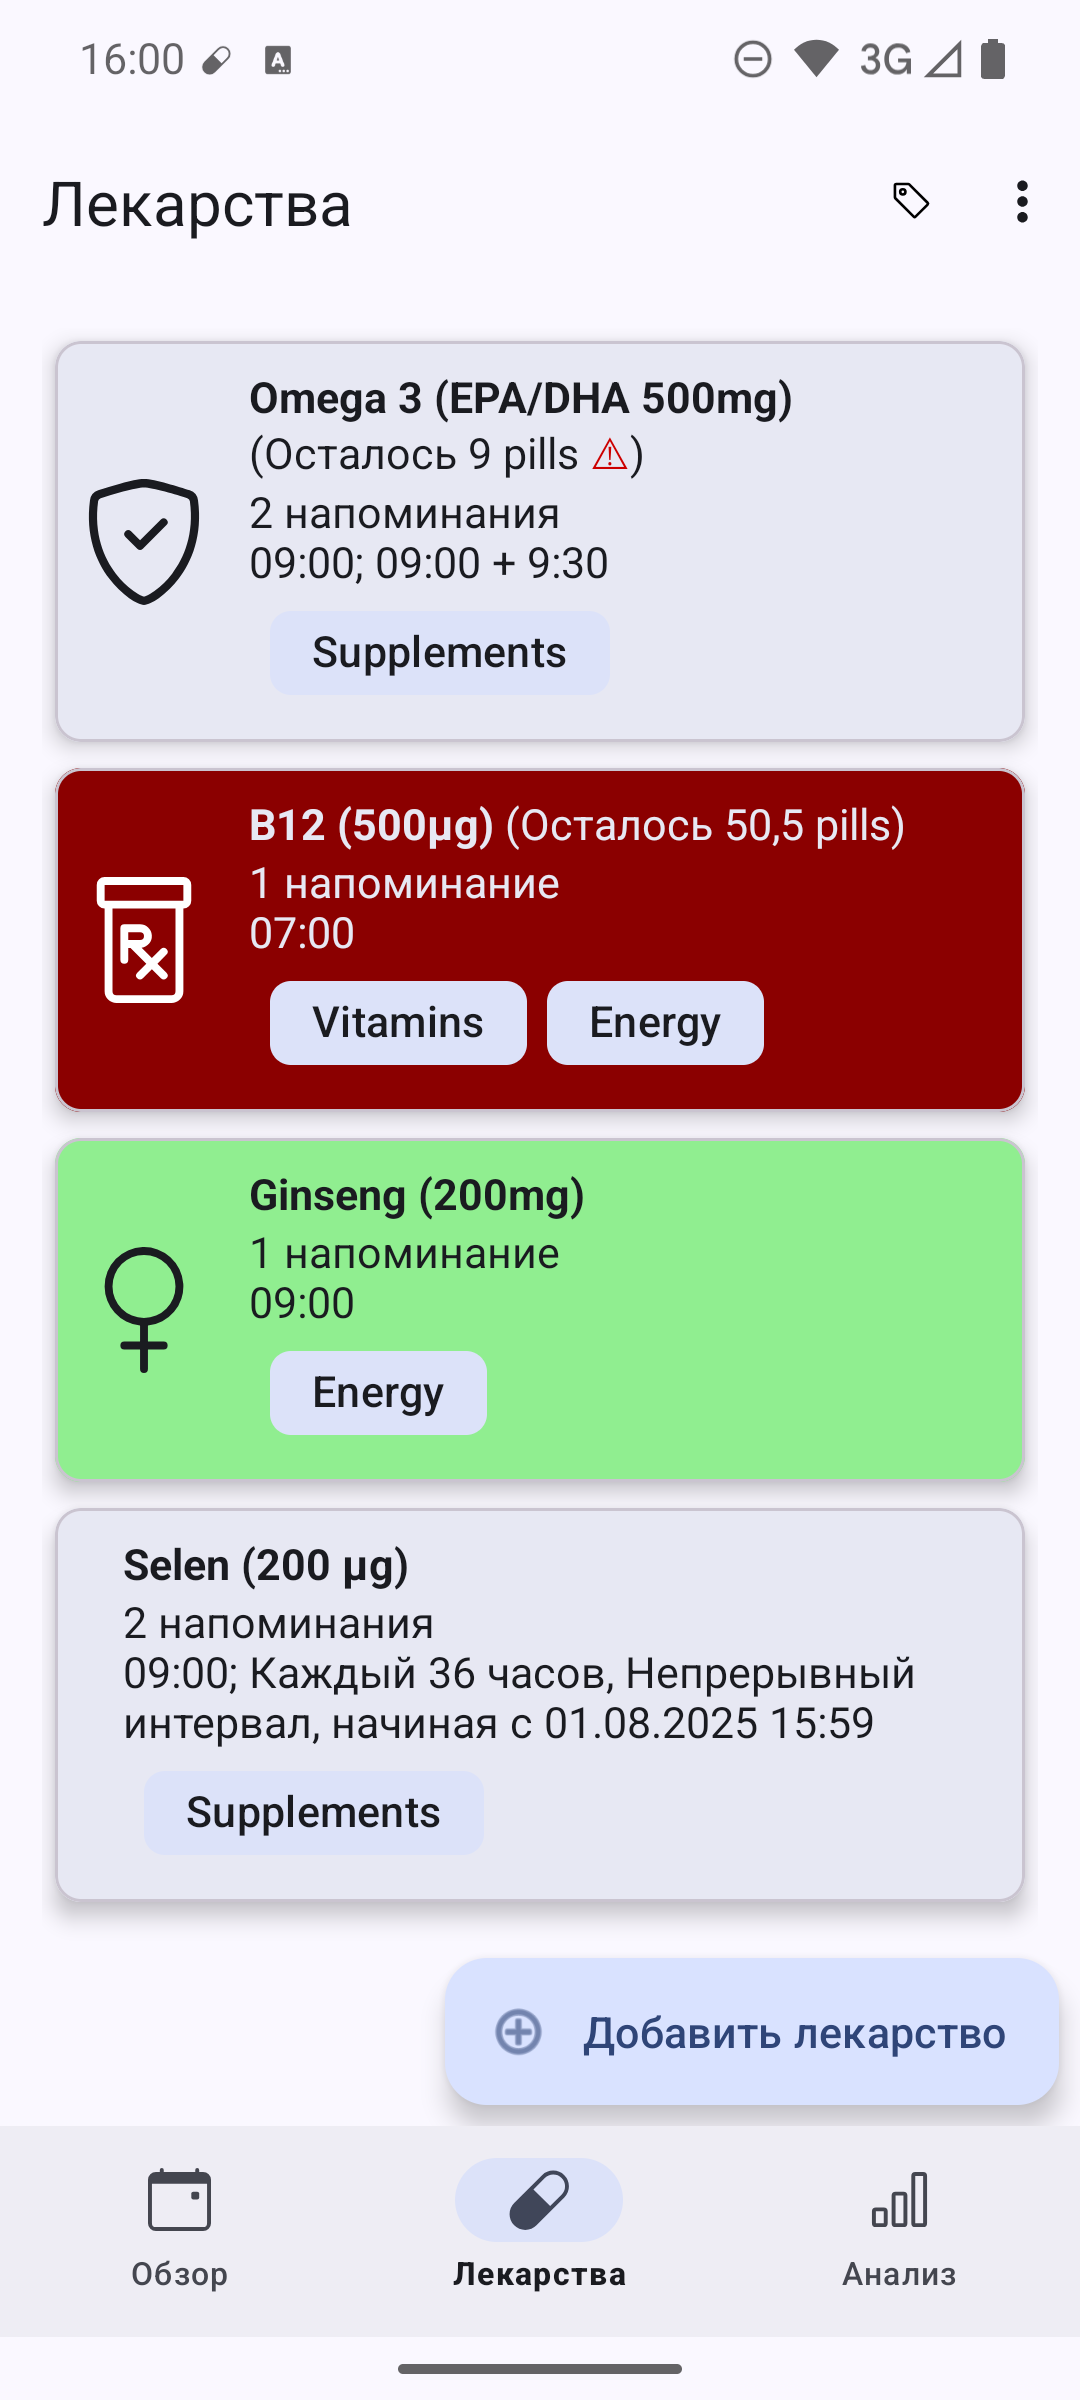 16:00
3G
Лекарства
Omega 3 (EPA/DHA 500mg)
(Осталось 9 pills ⚠)
2 напоминания
09:00; 09:00 + 9:30
Supplements
B12 (500µg) (Осталось 50,5 pills)
1 напоминание
07:00
Vitamins Energy
Ginseng (200mg)
1 напоминание
09:00
Energy
Selen (200 µg)
2 напоминания
09:00; Каждый 36 часов, Непрерывный
интервал, начиная с 01.08.2025 15:59
Supplements
Добавить лекарство
Обзор Лекарства Анализ